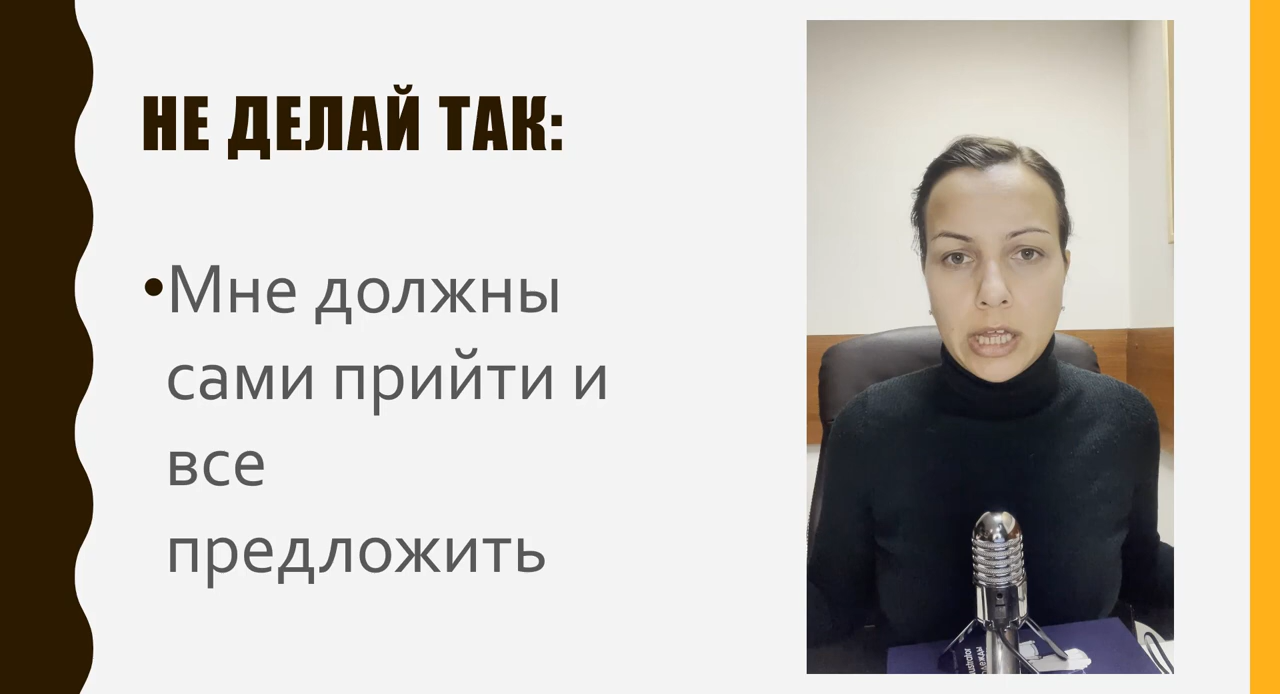 НЕ ДЕЛАЙ ТАК:
•Мне должны
сами прийти и
все
предложить